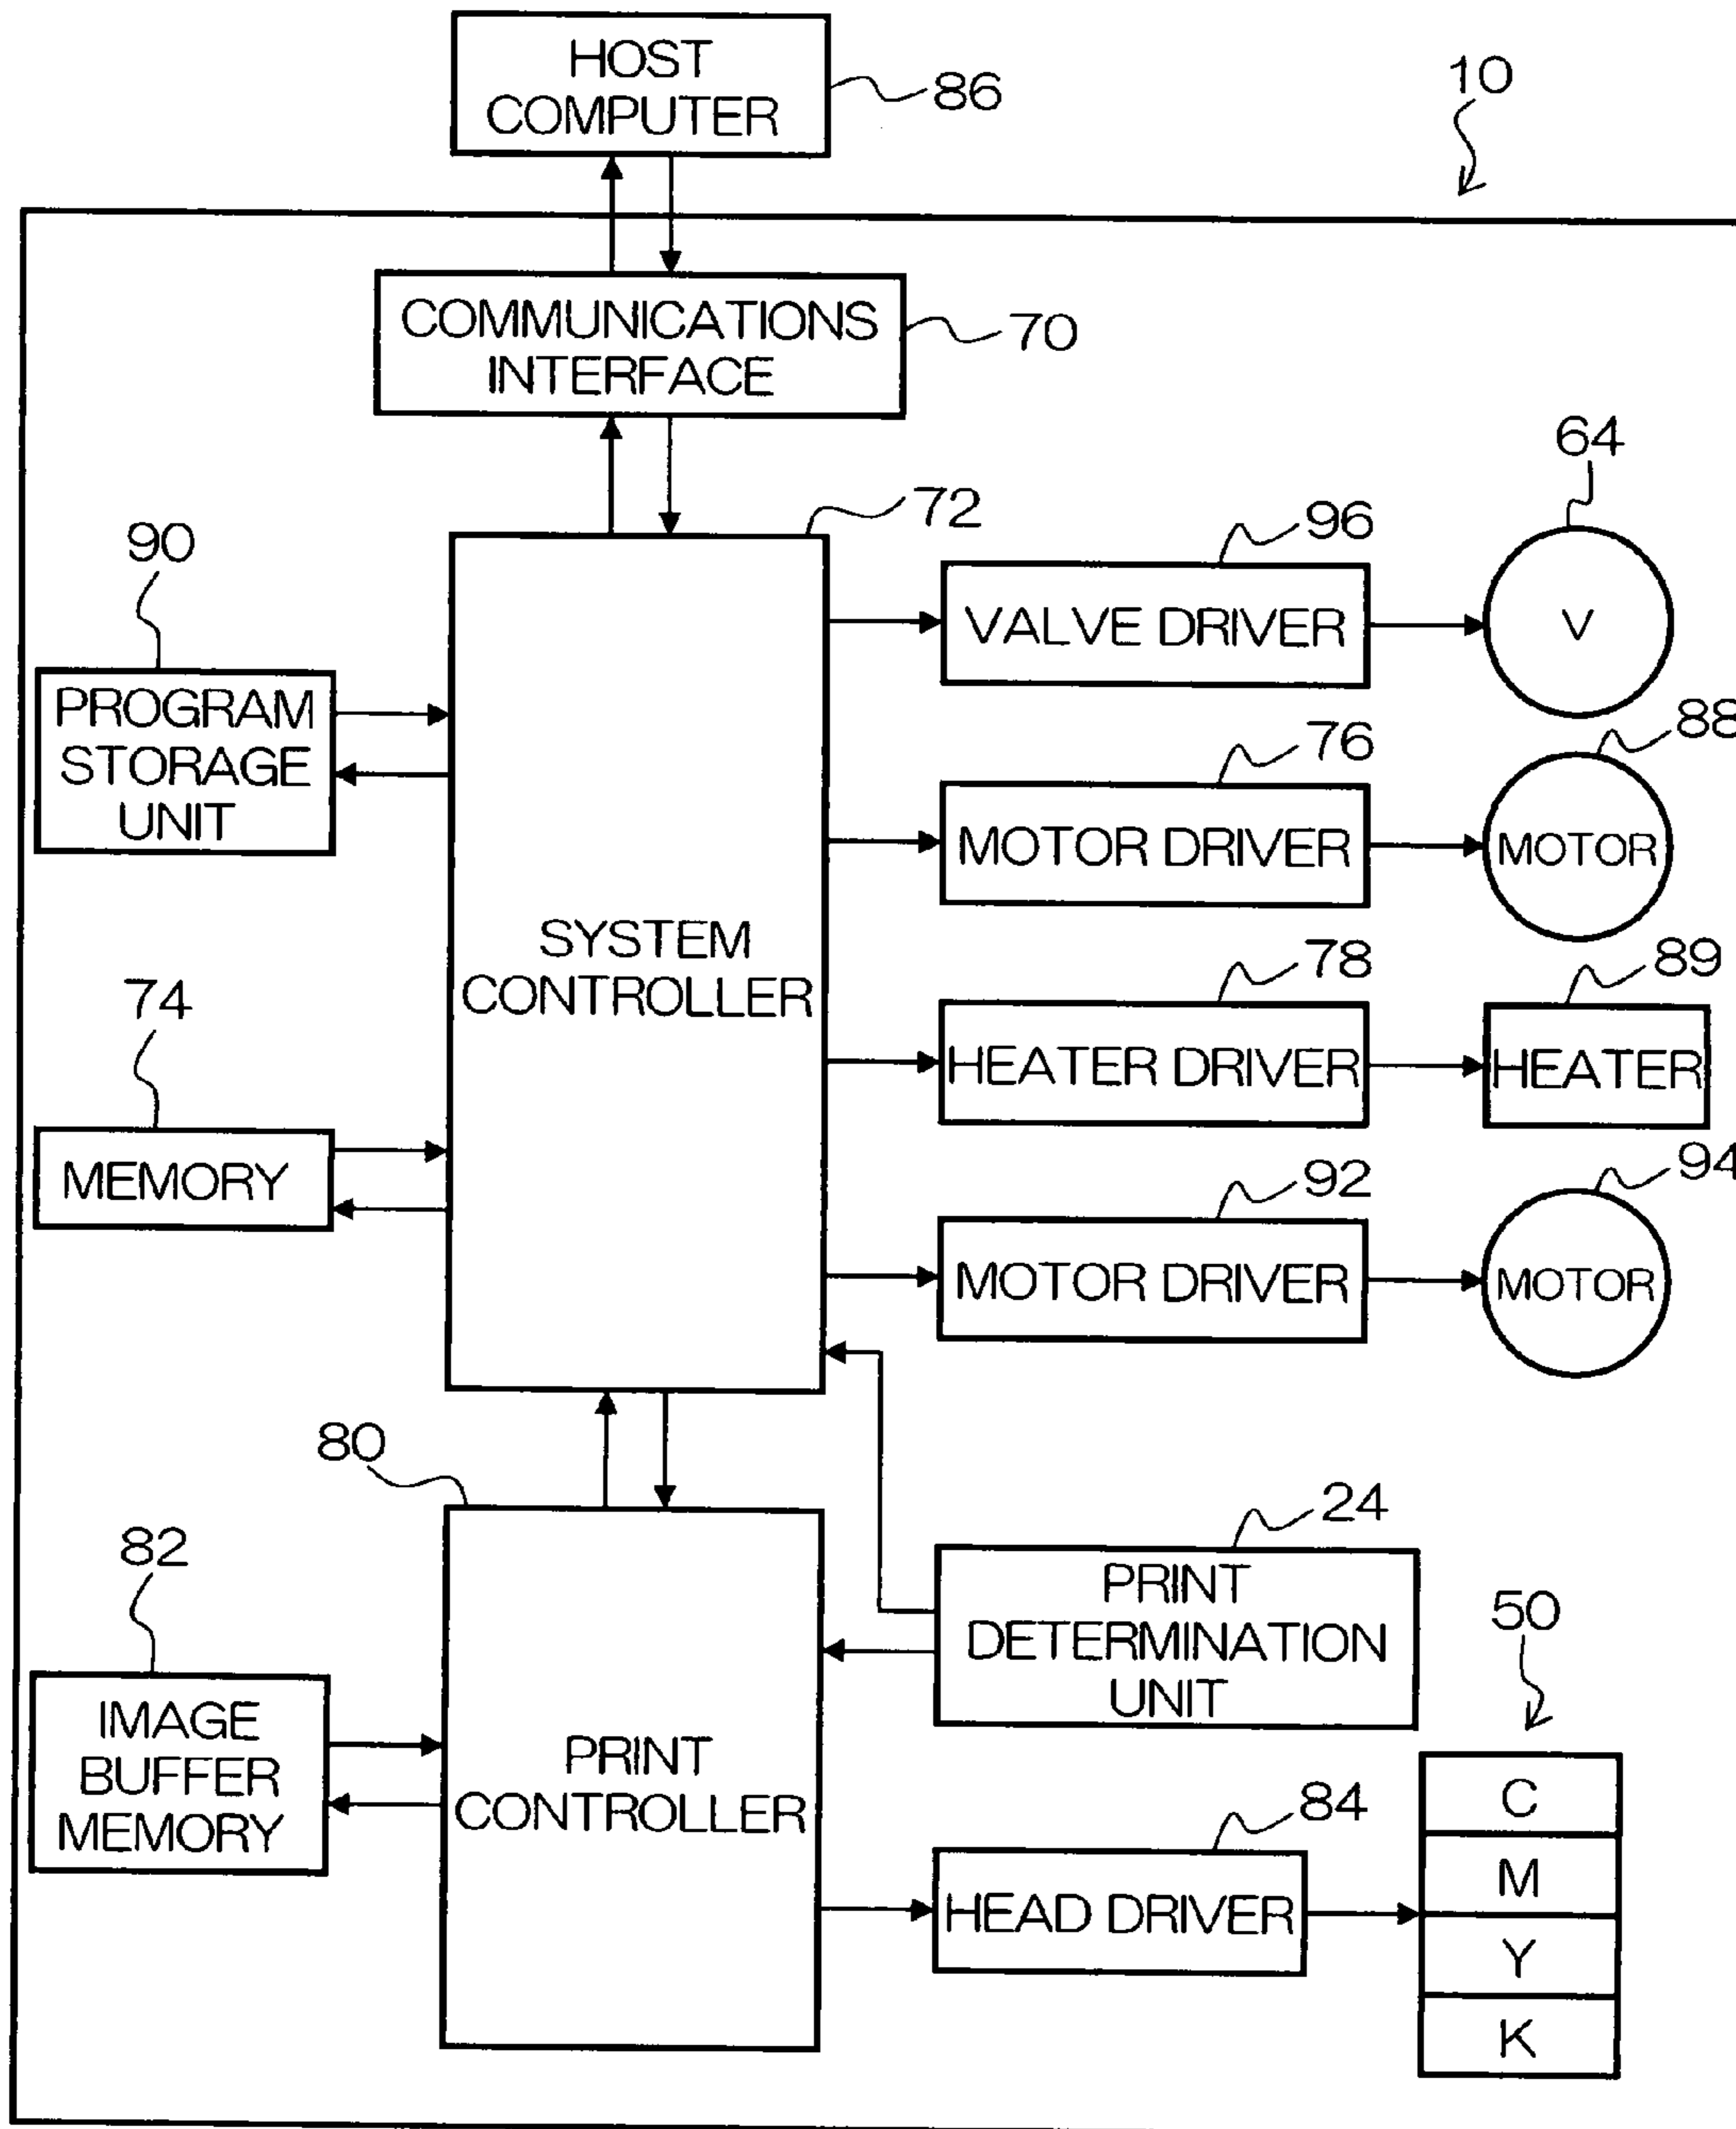 HOST
COMPUTER
86
10
COMMUNICATIONS
INTERFACE
70
64
72
96
90
VALVE DRIVER
V
PROGRAM
STORAGE
UNIT
88
76
MOTOR DRIVER
MOTOR
SYSTEM
CONTROLLER
78
89
74
HEATER DRIVER
HEATER
MEMORY
92
94
MOTOR DRIVER
MOTOR
80
24
82
PRINT
DETERMINATION
UNIT
50
IMAGE
BUFFER
MEMORY
PRINT
CONTROLLER
84
C
M
HEAD DRIVER
Y
K